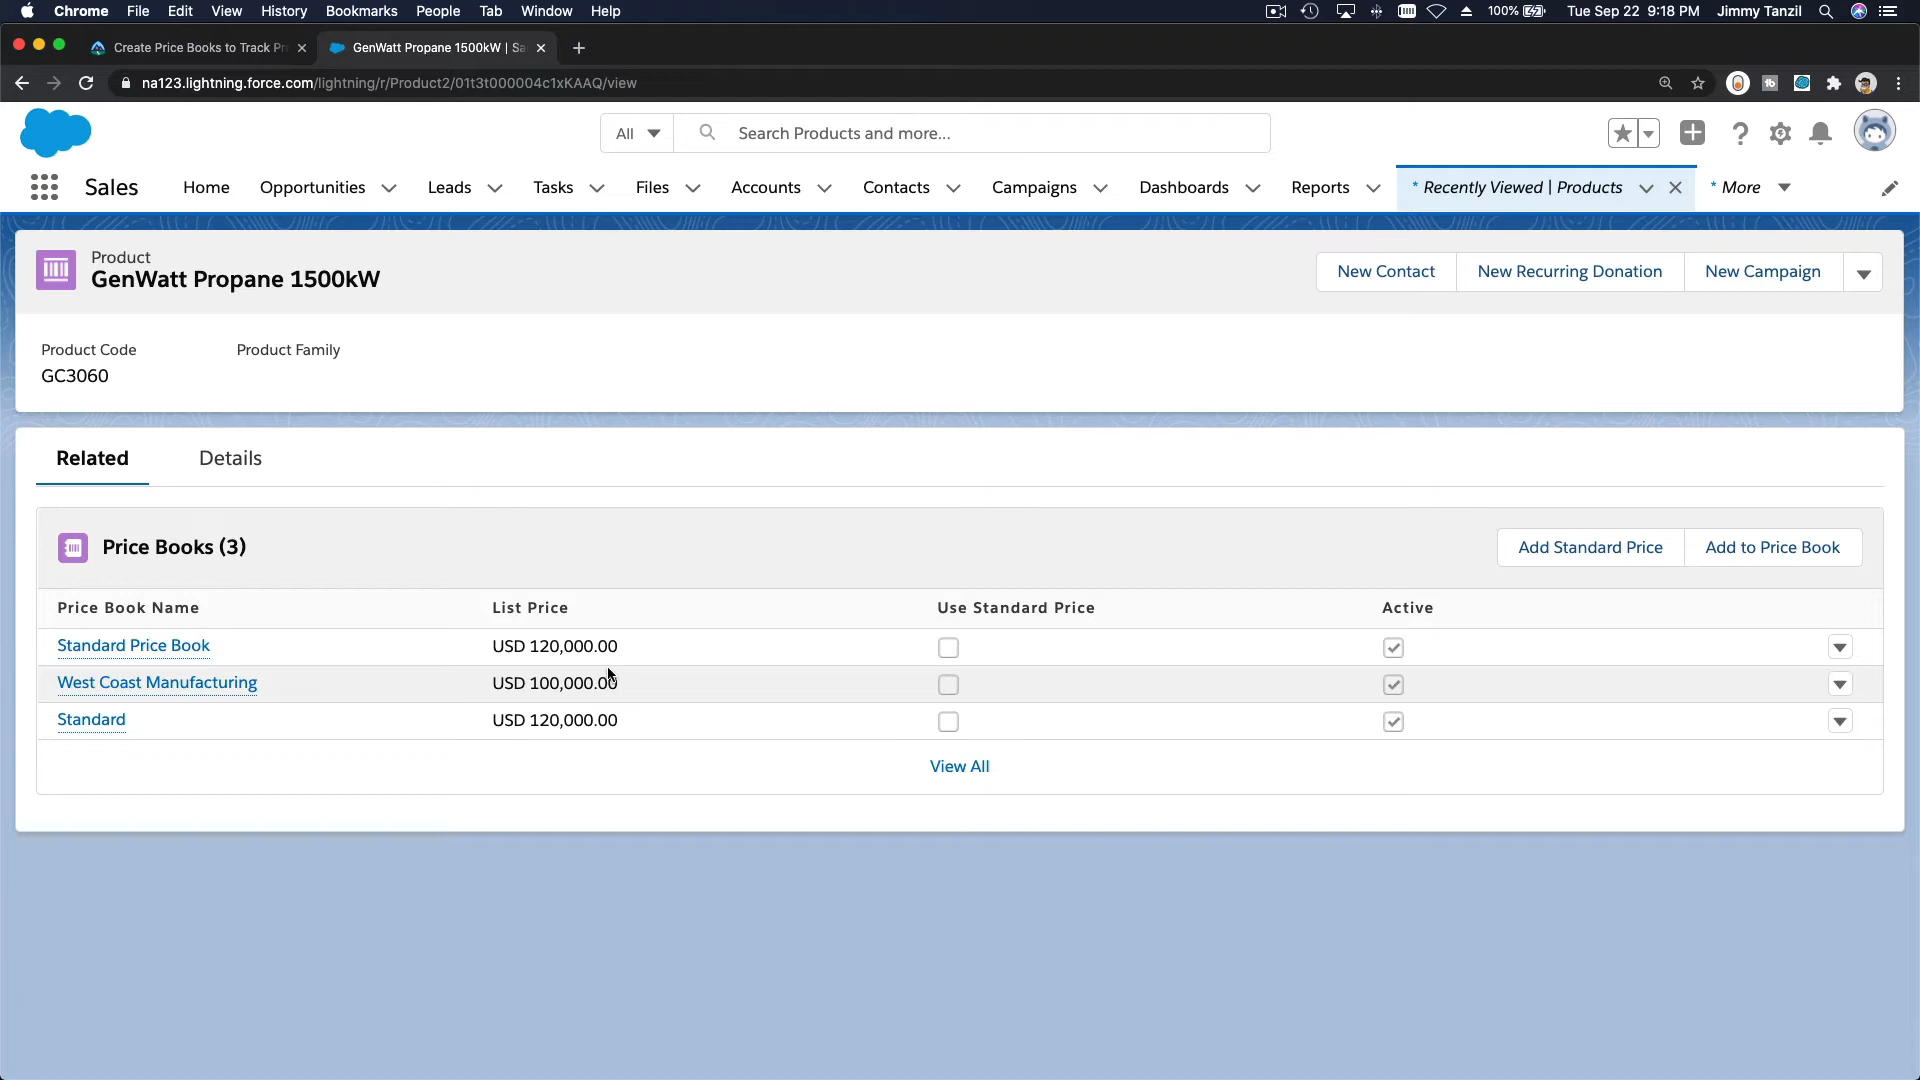 Chrome File Edit View History Bookmarks People Tab Window Help 100% Tue Sep 22 9:18 PM Jimmy Tanzil
Create Price Books to Track Pr GenWatt Propane 1500kW | Sa
na123.lightning.force.com/lightning/r/Product2/01t3t000004c1xKAAQ/view
All Search Products and more...
Sales Home Opportunities Leads Tasks Files Accounts Contacts Campaigns Dashboards Reports * Recently Viewed | Products * More
Product
GenWatt Propane 1500kW
New Contact New Recurring Donation New Campaign
Product Code Product Family
GC3060
Related Details
Price Books (3) Add Standard Price Add to Price Book
Price Book Name List Price Use Standard Price Active
Standard Price Book USD 120,000.00
West Coast Manufacturing USD 100,000.00
Standard USD 120,000.00
View All